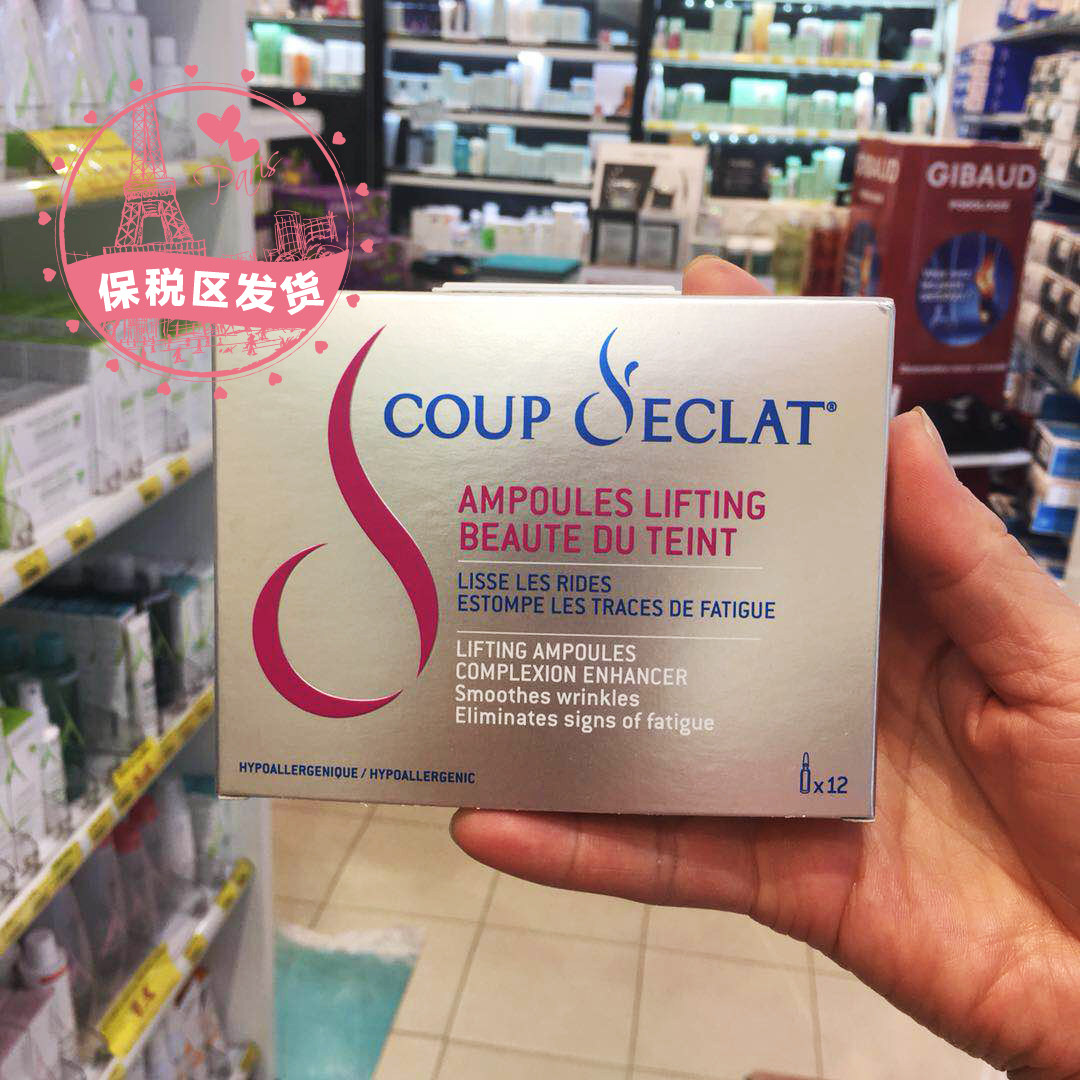 Paris
保税区发货
GIBAUD
PODOLOGIE
COUP D'ECLAT®
AMPOULES LIFTING
BEAUTE DU TEINT
LISSE LES RIDES
ESTOMPE LES TRACES DE FATIGUE
LIFTING AMPOULES
COMPLEXION ENHANCER
Smoothes wrinkles
Eliminates signs of fatigue
HYPOALLERGENIQUE / HYPOALLERGENIC
x12